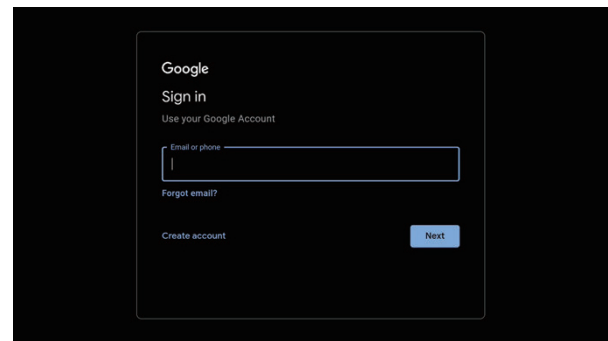 Google
Sign in
Use your Google Account
Email or phone
Forgot email?
Create account
Next